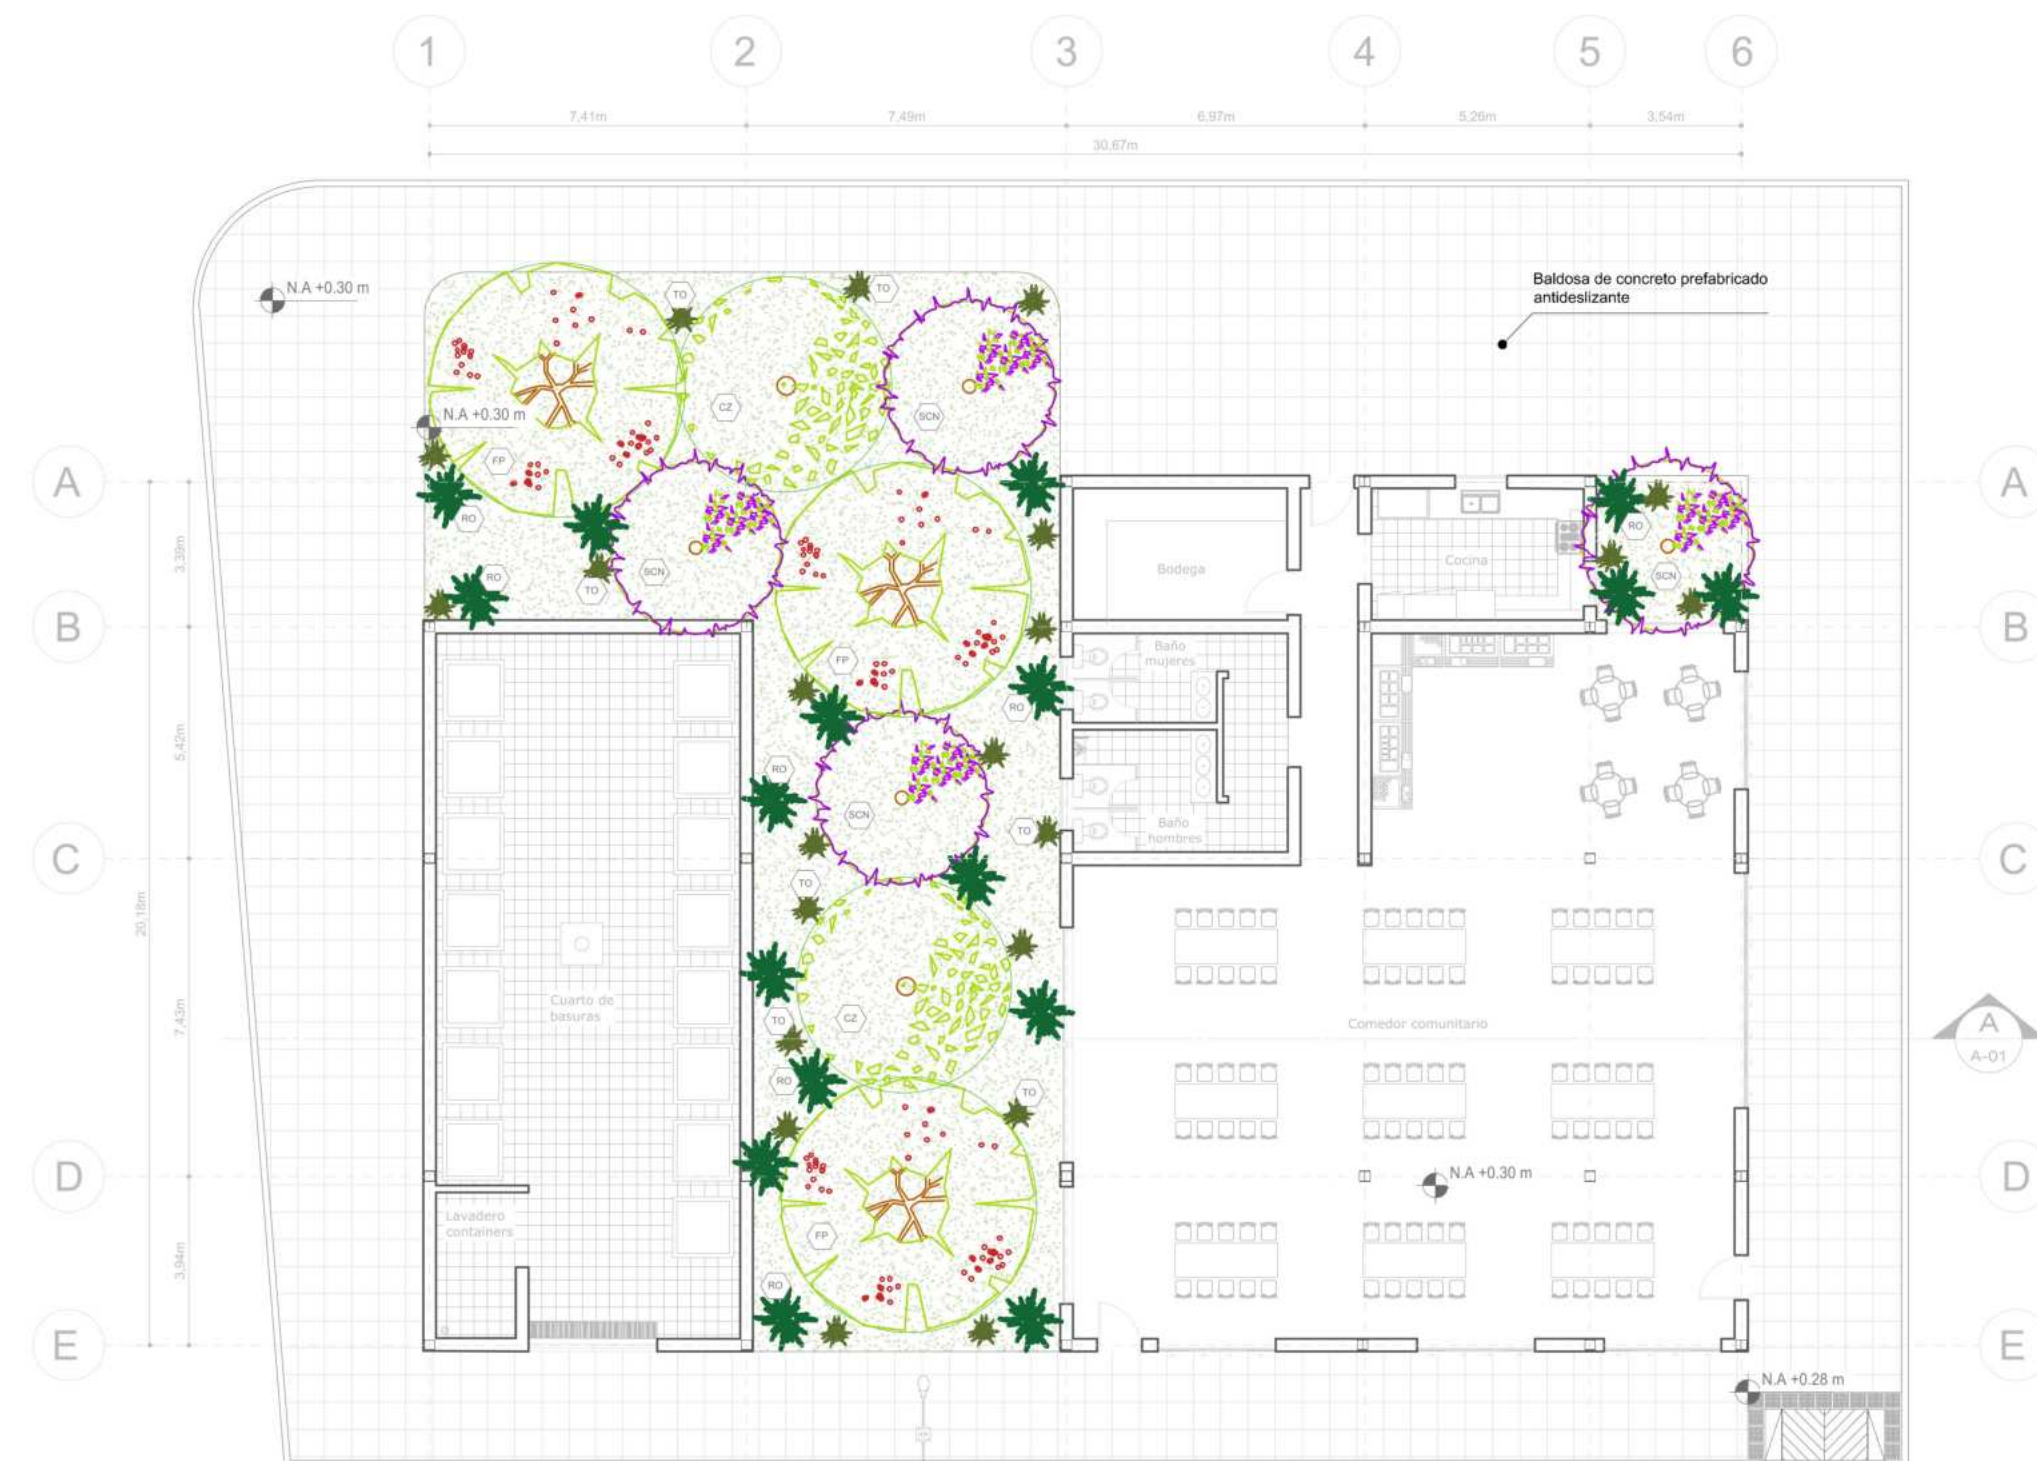 1 2 3 4 5 6
7,41m 7,49m 6,97m 5,26m 3,54m
30,67m
N.A +0.30 m
TO TO
Baldosa de concreto prefabricado
antideslizante
CZ SCN
N.A +0.30 m
FP
A A
RO RO
3,39m
SCN
Bodega
Cocina
RO TO SCN
B B
FP
Baño
mujeres
RO
5,42m
RO
SCN TO
Baño
hombres
C C
TO
20,18m
Cuarto de
basuras
7,43m
TO CZ
Comedor comunitario
A
A-01
RO TO
D D
N.A +0.30 m
Lavadero
containers
FP
3,94m
RO
E E
N.A +0.28 m